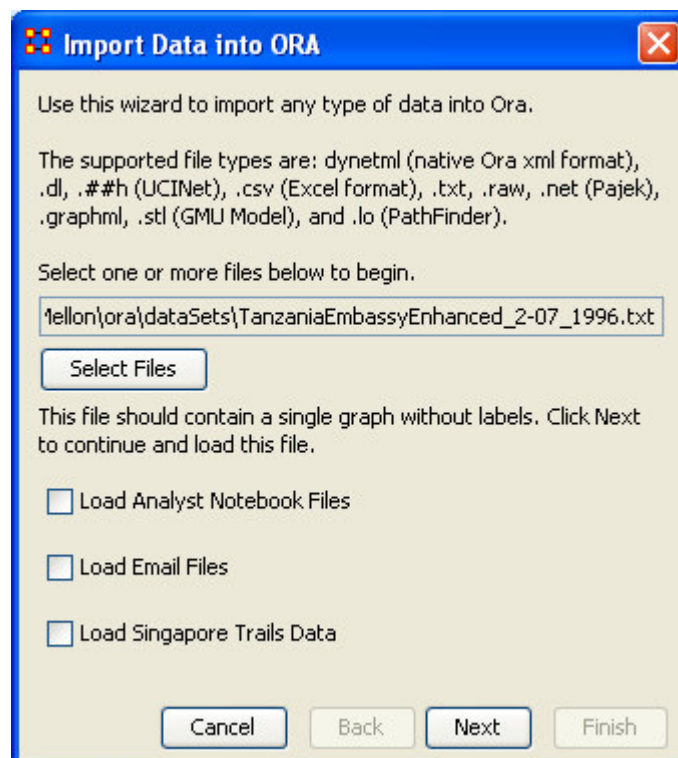 Import Data into ORA
Use this wizard to import any type of data into Ora.
The supported file types are: dynetml (native Ora xml format),
.dl, .##h (UCINet), .csv (Excel format), .txt, .raw, .net (Pajek),
.graphml, .stl (GMU Model), and .lo (PathFinder).
Select one or more files below to begin.
Mellon\ora\dataSets\TanzaniaEmbassyEnhanced_2-07_1996.txt
Select Files
This file should contain a single graph without labels. Click Next
to continue and load this file.
Load Analyst Notebook Files
Load Email Files
Load Singapore Trails Data
Cancel Back Next Finish